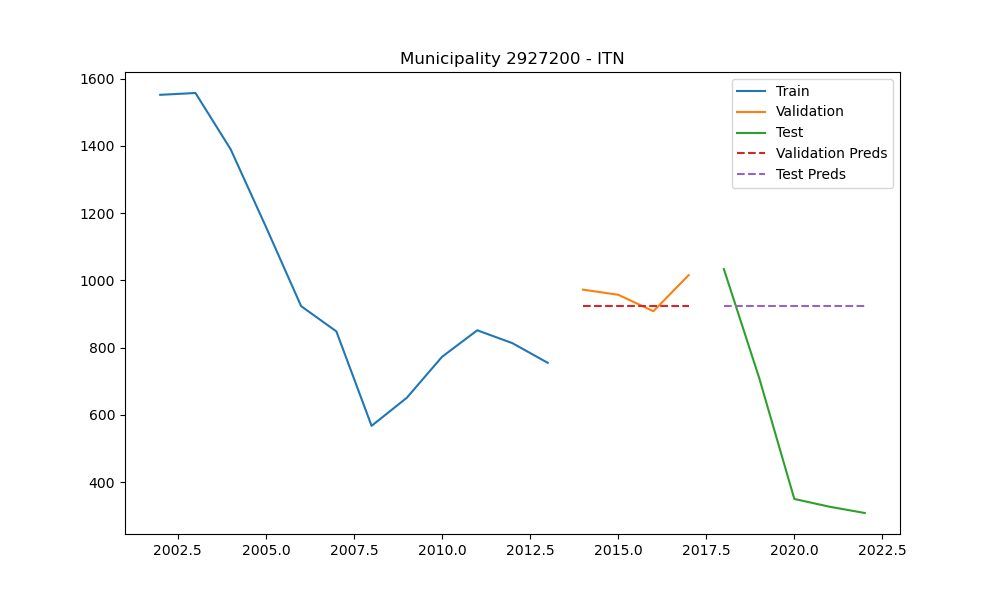 Municipality 2927200 - ITN
1600
1400
1200
1000
800
600
400
2002.5 2005.0 2007.5 2010.0 2012.5 2015.0 2017.5 2020.0 2022.5
Train
Validation
Test
Validation Preds
Test Preds